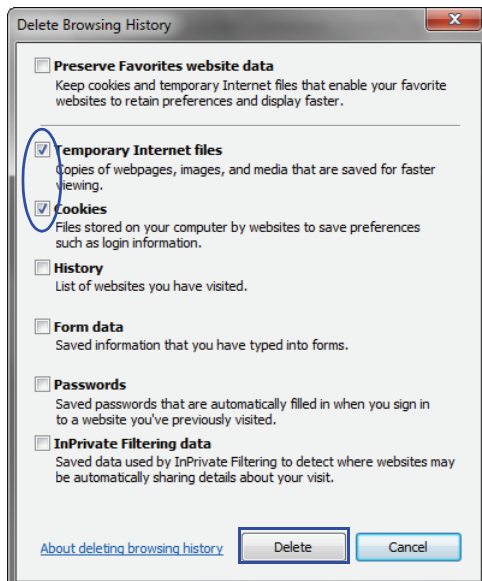 Delete Browsing History
Preserve Favorites website data
Keep cookies and temporary Internet files that enable your favorite
websites to retain preferences and display faster.
Temporary Internet files
Copies of webpages, images, and media that are saved for faster
viewing.
Cookies
Files stored on your computer by websites to save preferences
such as login information.
History
List of websites you have visited.
Form data
Saved information that you have typed into forms.
Passwords
Saved passwords that are automatically filled in when you sign in
to a website you've previously visited.
InPrivate Filtering data
Saved data used by InPrivate Filtering to detect where websites may
be automatically sharing details about your visit.
About deleting browsing history Delete Cancel